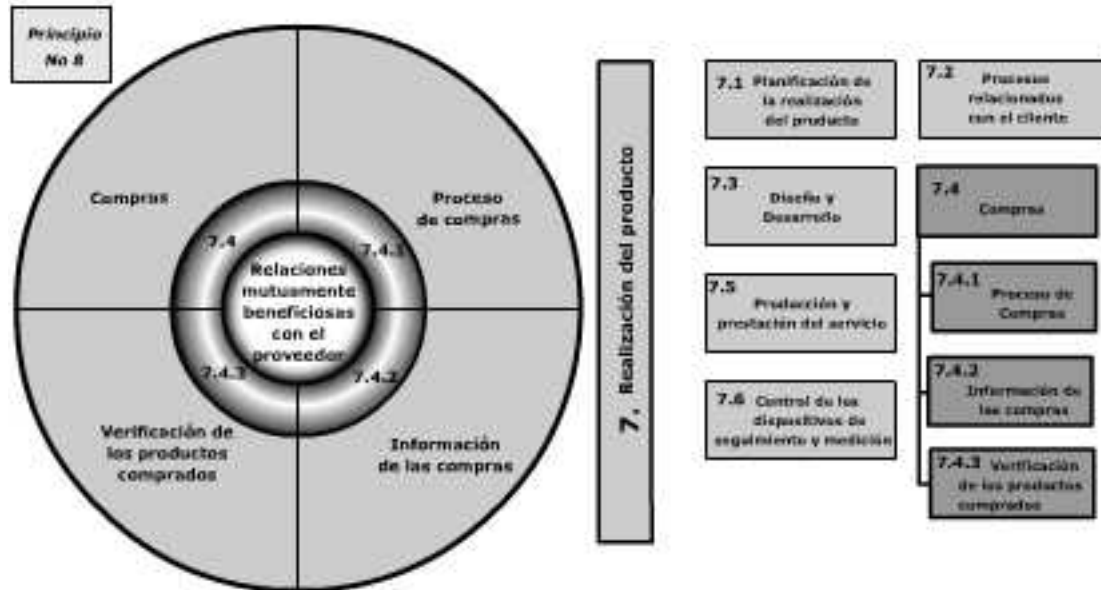 Principio
No 8
Compras
Proceso
de compras
7.4
7.4.1
Relaciones
mutuamente
beneficiosas
con el
proveedor
7.4.3
7.4.2
Verificación de
los productos
comprados
Información
de las compras
7. Realización del producto
7.1 Planificación de
la realización
del producto
7.2 Procesos
relacionados
con el cliente
7.3
Diseño y
Desarrollo
7.4
Compras
7.4.1
Proceso de
Compras
7.5
Producción y
prestación del servicio
7.4.2
Información de
las compras
7.6 Control de los
dispositivos de
seguimiento y medición
7.4.3 Verificación
de los productos
comprados